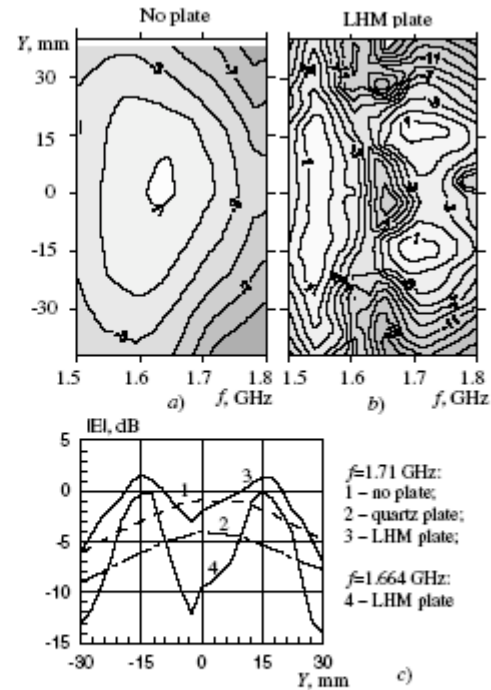 No plate
LHM plate
Y, mm
30
15
0
-15
-30
1.5 1.6 1.7 1.8
a) f, GHz
1.5 1.6 1.7 1.8
b) f, GHz
|E|, dB
5
0
-5
-10
-15
1
2
3
4
-30 -15 0 15 30
Y, mm
c)
f=1.71 GHz:
1 – no plate;
2 – quartz plate;
3 – LHM plate;
f=1.664 GHz:
4 – LHM plate